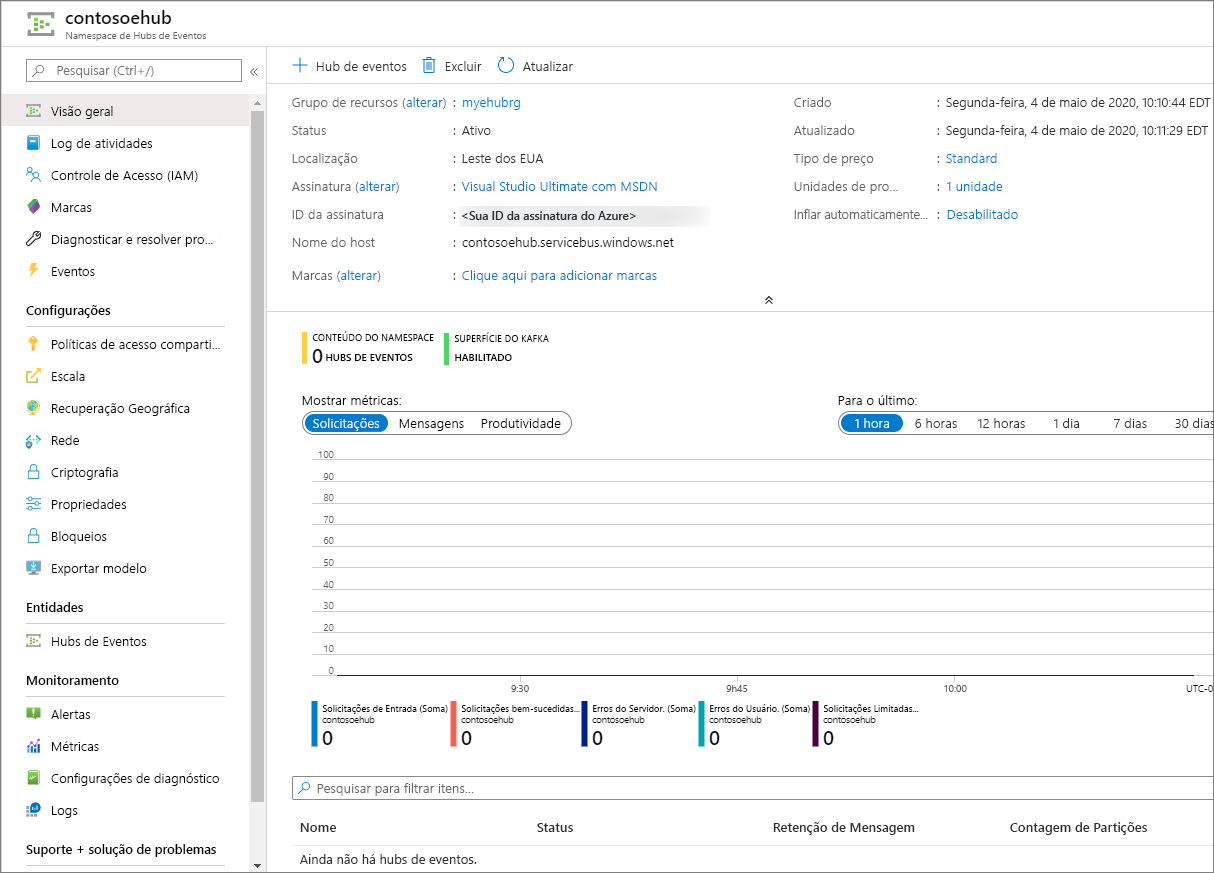 contosoehub
Namespace de Hubs de Eventos
Pesquisar (Ctrl+/)
«
Visão geral
Log de atividades
Controle de Acesso (IAM)
Marcas
Diagnosticar e resolver pro...
Eventos
Configurações
Políticas de acesso comparti...
Escala
Recuperação Geográfica
Rede
Criptografia
Propriedades
Bloqueios
Exportar modelo
Entidades
Hubs de Eventos
Monitoramento
Alertas
Métricas
Configurações de diagnóstico
Logs
Suporte + solução de problemas
Hub de eventos Excluir Atualizar
Grupo de recursos (alterar) : myehubrg
Status : Ativo
Localização : Leste dos EUA
Assinatura (alterar) : Visual Studio Ultimate com MSDN
ID da assinatura : <Sua ID da assinatura do Azure>
Nome do host : contosoehub.servicebus.windows.net
Marcas (alterar) : Clique aqui para adicionar marcas
Criado : Segunda-feira, 4 de maio de 2020, 10:10:44 EDT
Atualizado : Segunda-feira, 4 de maio de 2020, 10:11:29 EDT
Tipo de preço : Standard
Unidades de pro... : 1 unidade
Inflar automaticamente... : Desabilitado
CONTEÚDO DO NAMESPACE
0 HUBS DE EVENTOS
SUPERFÍCIE DO KAFKA
HABILITADO
Mostrar métricas:
Solicitações Mensagens Produtividade
Para o último:
1 hora 6 horas 12 horas 1 dia 7 dias 30 dias
100
90
80
70
60
50
40
30
20
10
0
9:30 9h45 10:00 UTC-0
Solicitações de Entrada (Soma)
contosoehub
0
Solicitações bem-sucedidas...
contosoehub
0
Erros do Servidor. (Soma)
contosoehub
0
Erros do Usuário. (Soma)
contosoehub
0
Solicitações Limitadas...
contosoehub
0
Pesquisar para filtrar itens...
Nome Status Retenção de Mensagem Contagem de Partições
Ainda não há hubs de eventos.